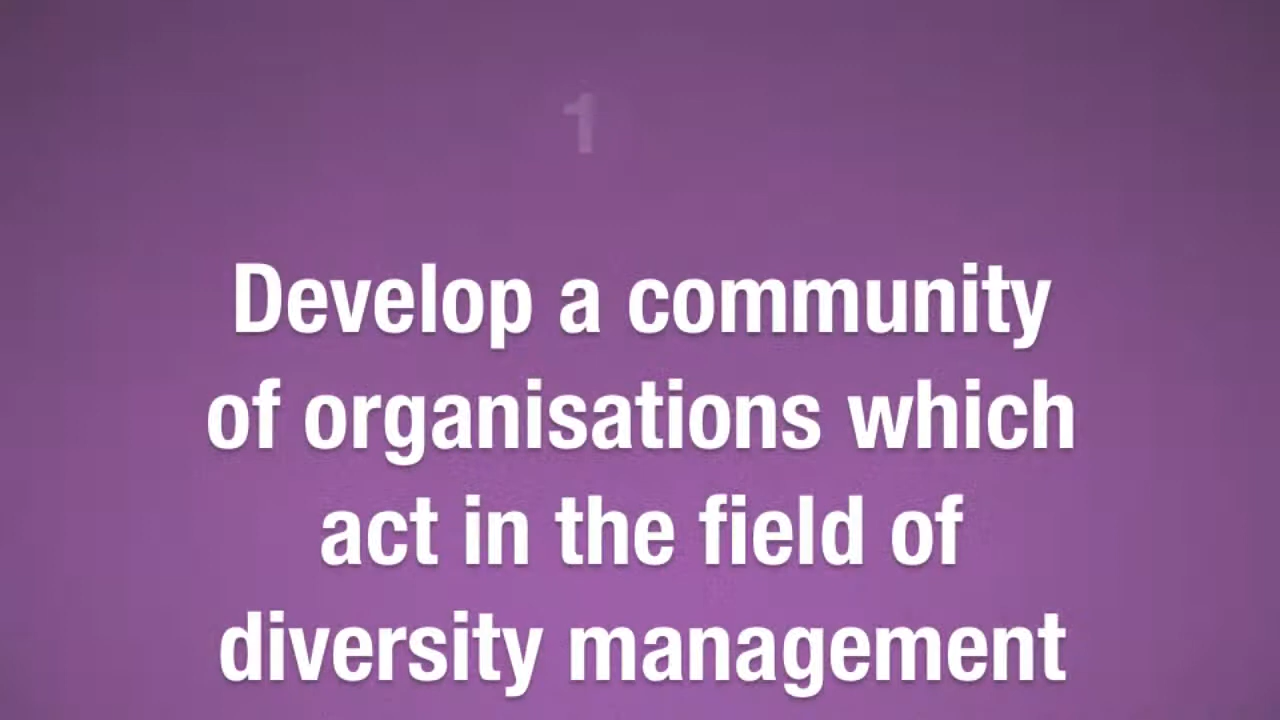 1
Develop a community
of organisations which
act in the field of
diversity management